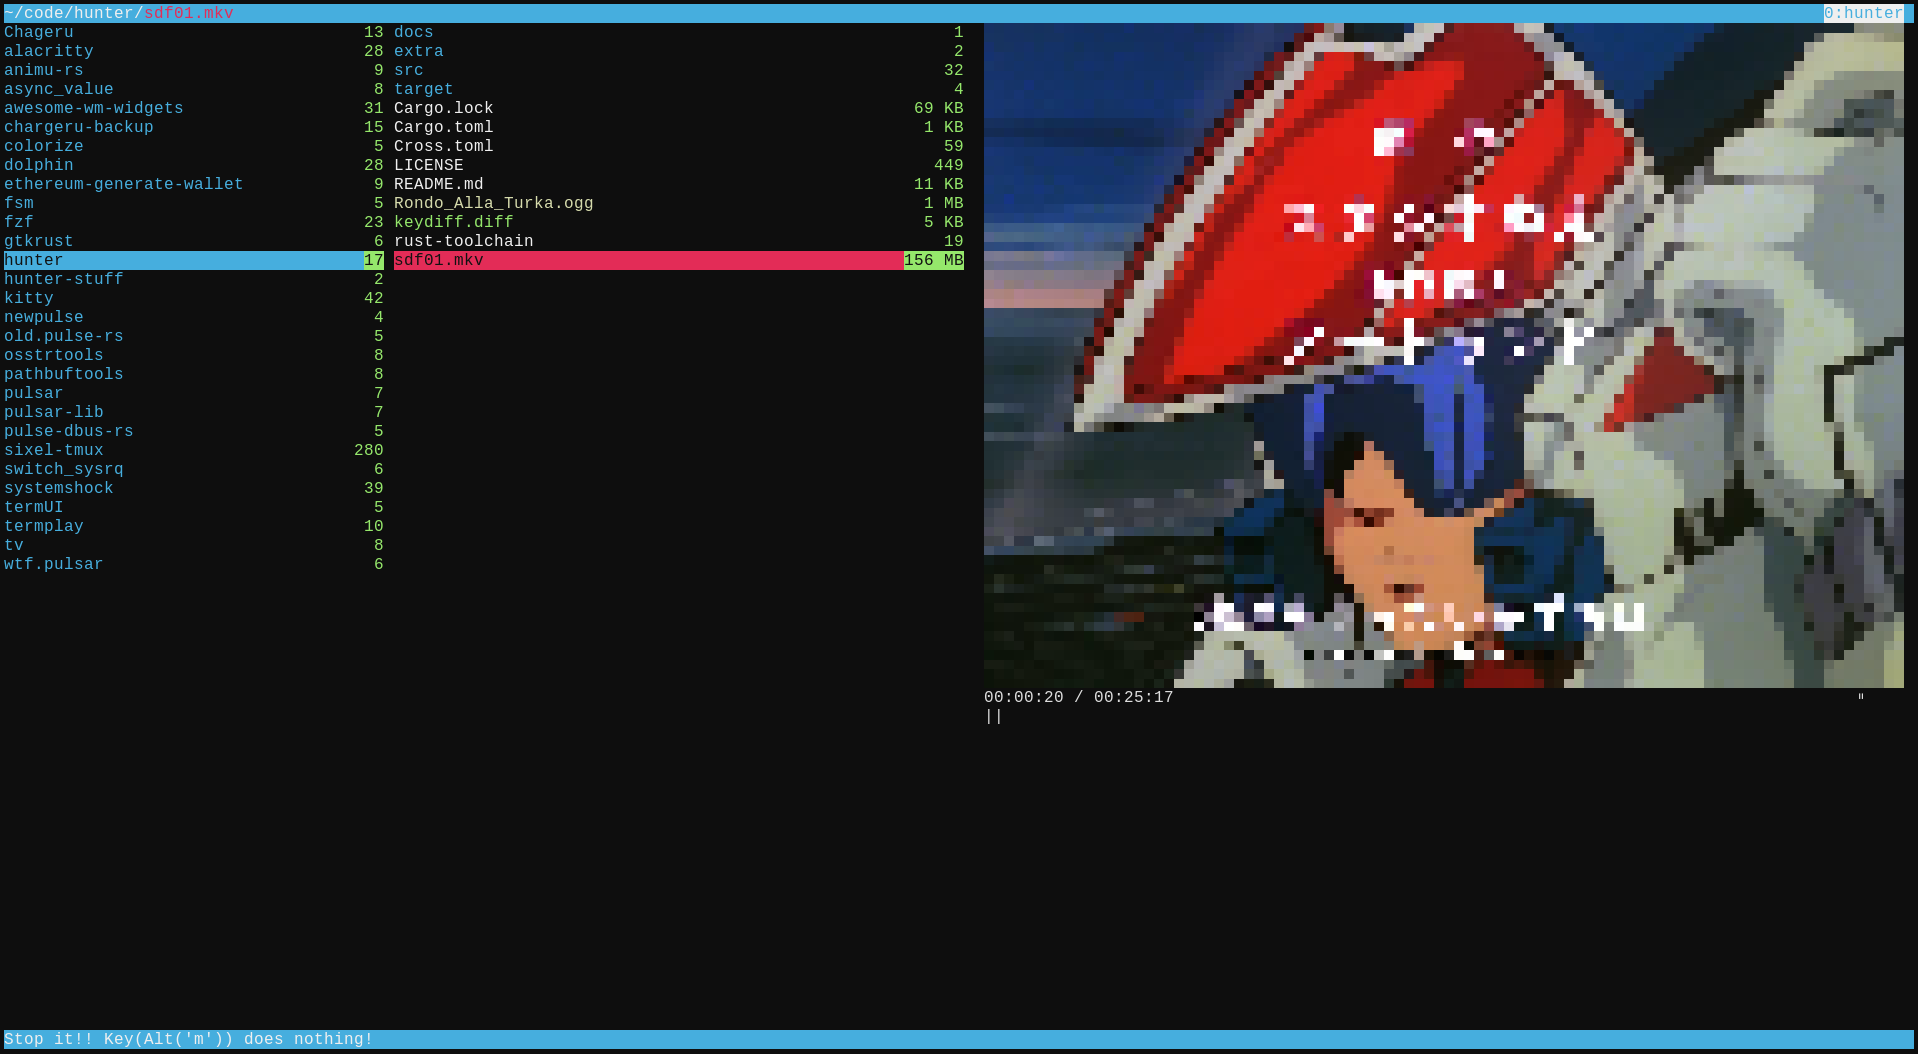 ~/code/hunter/sdf01.mkv 0:hunter
Chageru 13 docs 1
alacritty 28 extra 2
animu-rs 9 src 32
async_value 8 target 4
awesome-wm-widgets 31 Cargo.lock 69 KB
chargeru-backup 15 Cargo.toml 1 KB
colorize 5 Cross.toml 59
dolphin 28 LICENSE 449
ethereum-generate-wallet 9 README.md 11 KB
fsm 5 Rondo_Alla_Turka.ogg 1 MB
fzf 23 keydiff.diff 5 KB
gtkrust 6 rust-toolchain 19
hunter 17 sdf01.mkv 156 MB
hunter-stuff 2
kitty 42
newpulse 4
old.pulse-rs 5
osstrtools 8
pathbuftools 8
pulsar 7
pulsar-lib 7
pulse-dbus-rs 5
sixel-tmux 280
switch_sysrq 6
systemshock 39
termUI 5
termplay 10
tv 8
wtf.pulsar 6
00:00:20 / 00:25:17 "
||
Stop it!! Key(Alt('m')) does nothing!